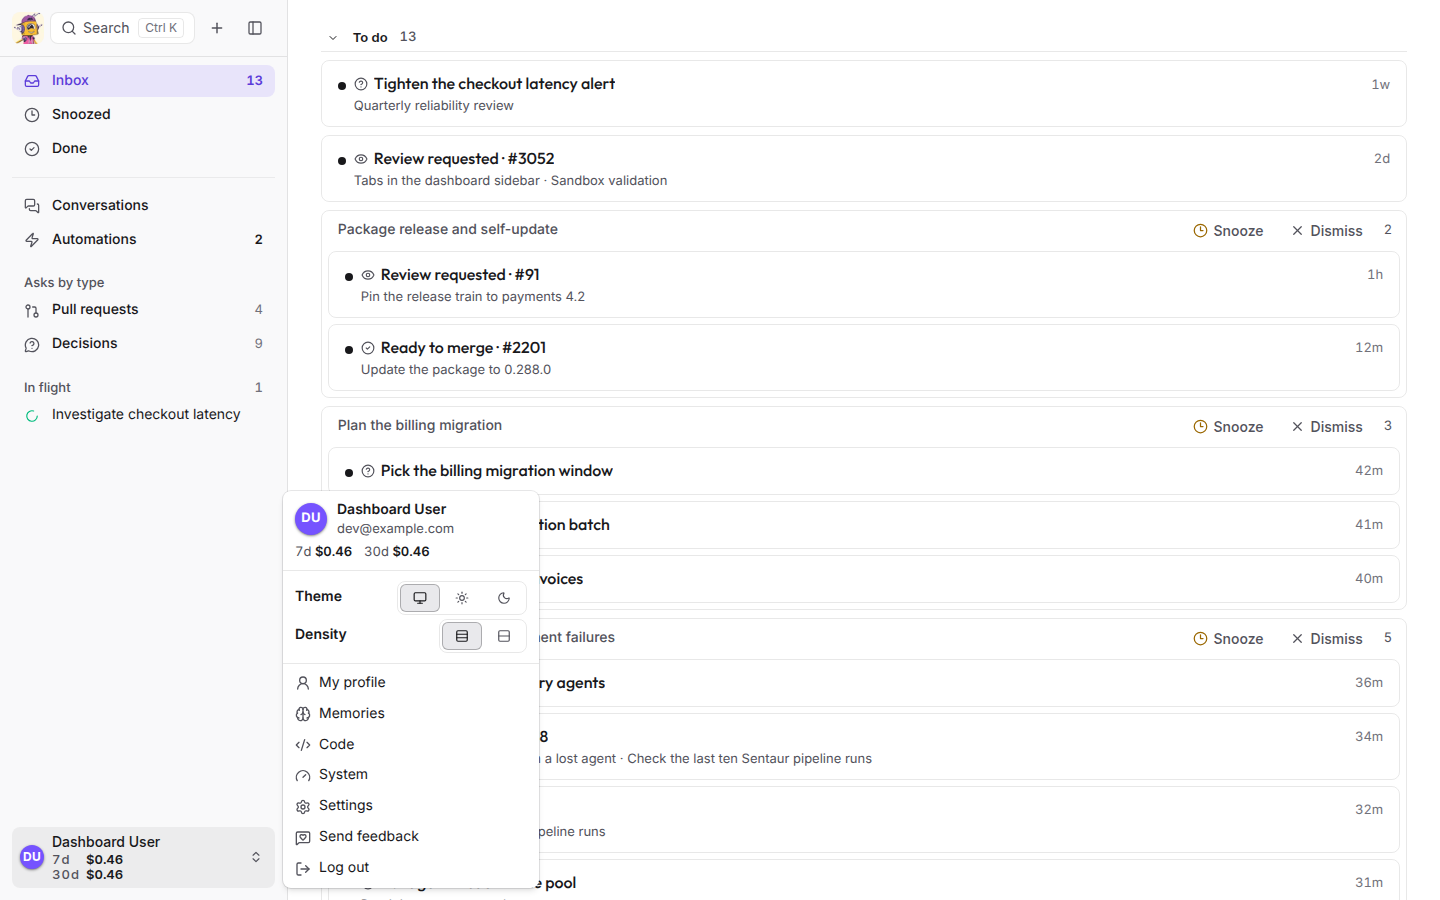 Search Ctrl K
Inbox 13
Snoozed
Done
Conversations
Automations 2
Asks by type
Pull requests 4
Decisions 9
In flight 1
Investigate checkout latency
Dashboard User
DU
7d $0.46
30d $0.46
To do 13
Tighten the checkout latency alert 1w
Quarterly reliability review
Review requested · #3052 2d
Tabs in the dashboard sidebar · Sandbox validation
Package release and self-update Snooze Dismiss 2
Review requested · #91 1h
Pin the release train to payments 4.2
Ready to merge · #2201 12m
Update the package to 0.288.0
Plan the billing migration Snooze Dismiss 3
Pick the billing migration window 42m
batch 41m
40m
failures Snooze Dismiss 5
agents 36m
34m
a lost agent · Check the last ten Sentaur pipeline runs
32m
runs
pool 31m
DU Dashboard User
dev@example.com
7d $0.46 30d $0.46
Theme
Density
My profile
Memories
Code
System
Settings
Send feedback
Log out